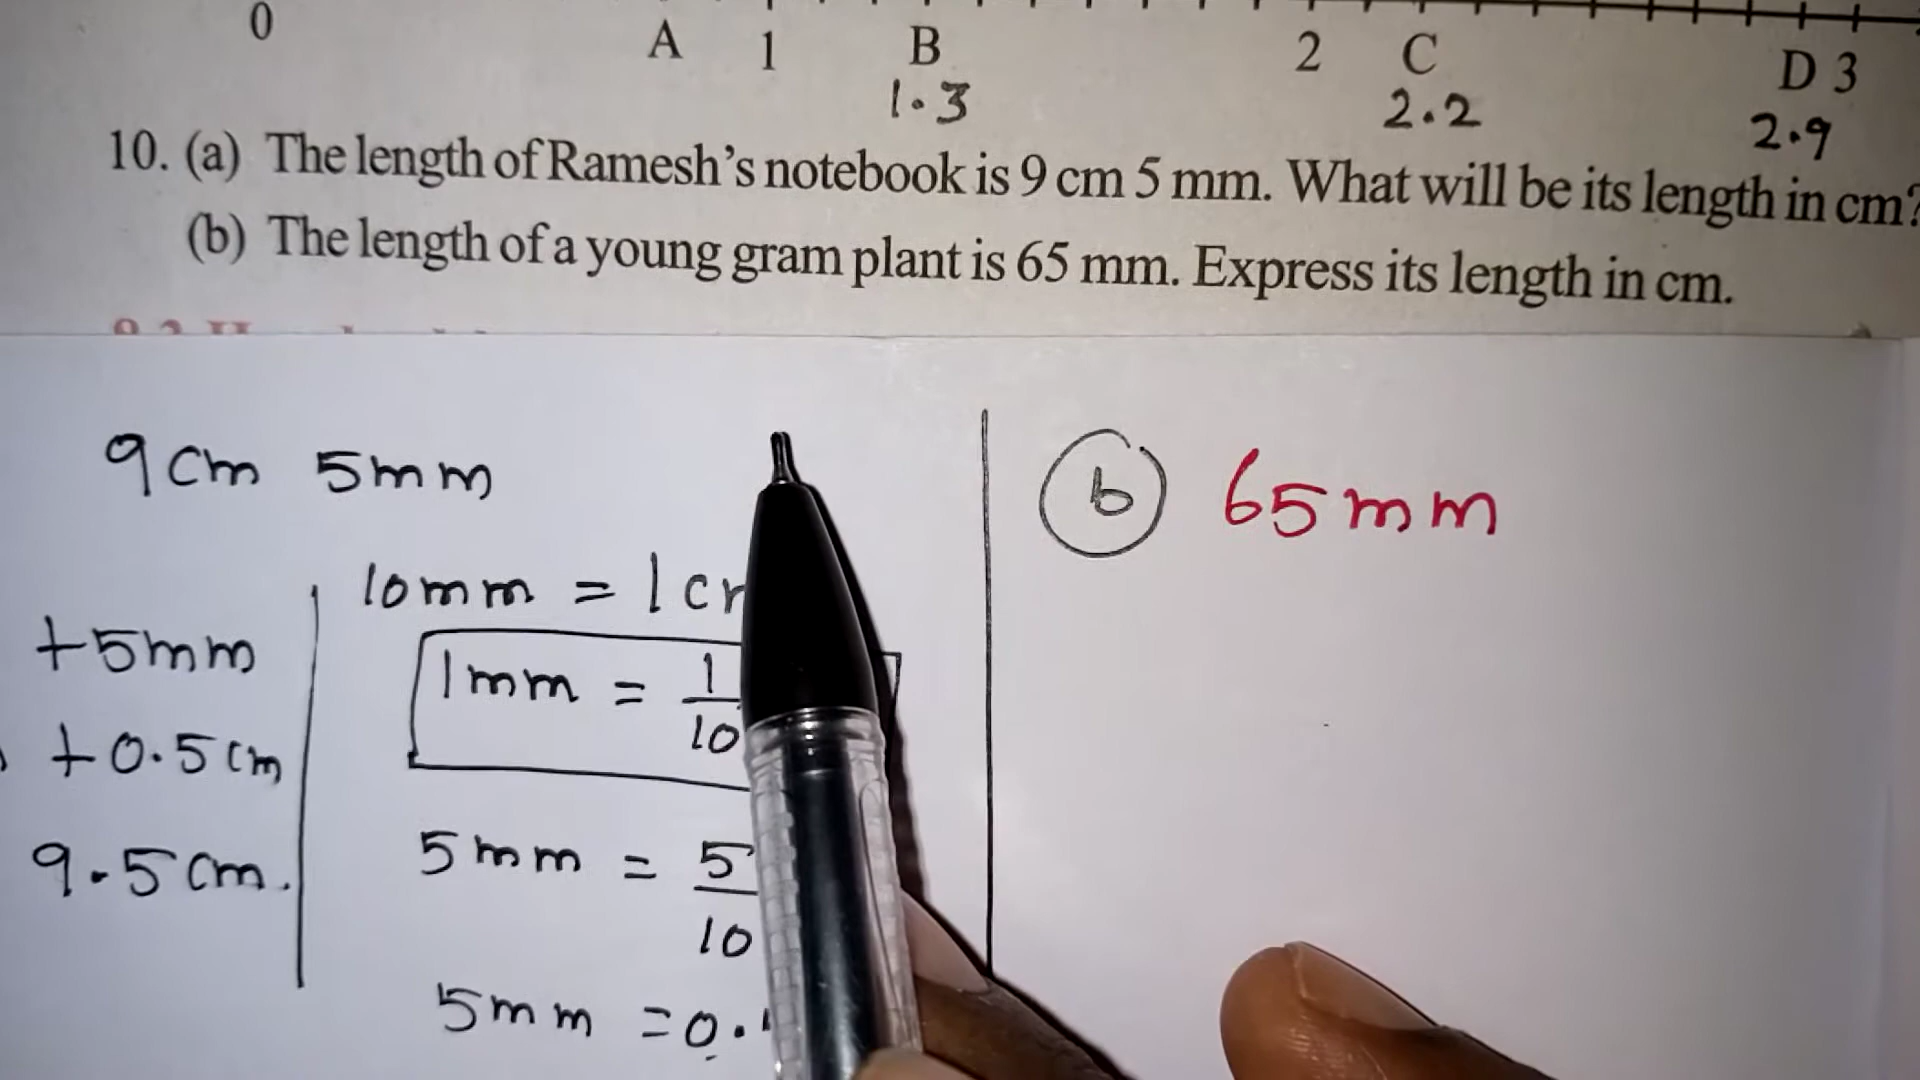 0 A 1 B 2 C D 3
1.3 2.2 2.9
10. (a) The length of Ramesh's notebook is 9 cm 5 mm. What will be its length in cm?
(b) The length of a young gram plant is 65 mm. Express its length in cm.
9cm 5mm
+5mm
+0.5cm
9.5cm.
10mm = 1
1mm = 1/10
5mm = 5/10
5mm = 0.
b 65mm